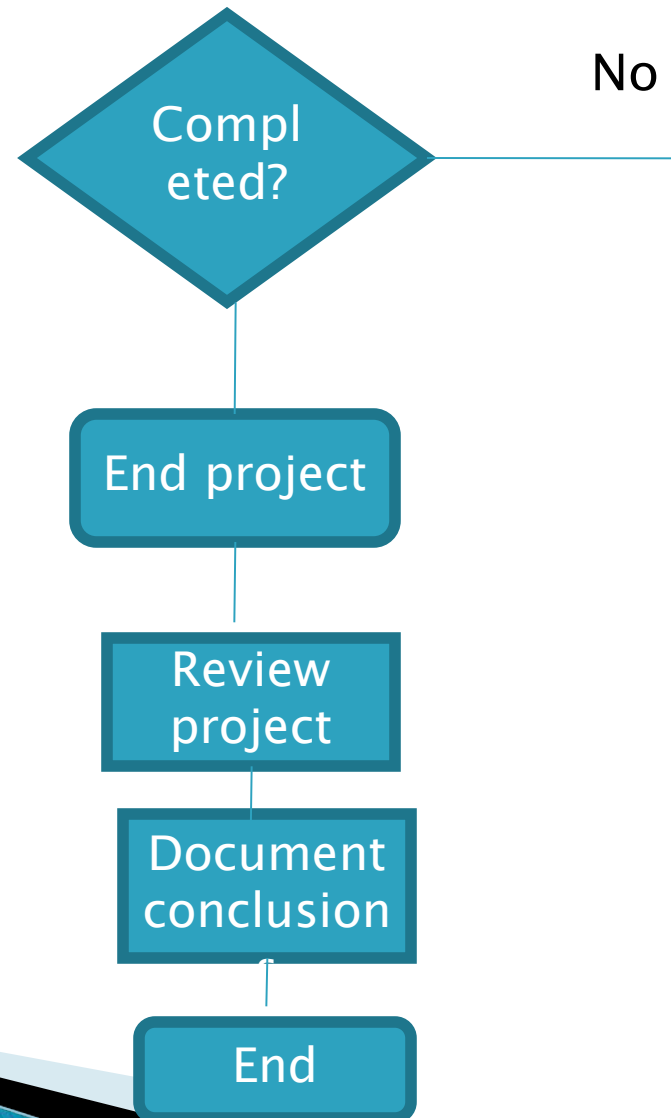 Compl
eted?
No
End project
Review
project
Document
conclusion
End